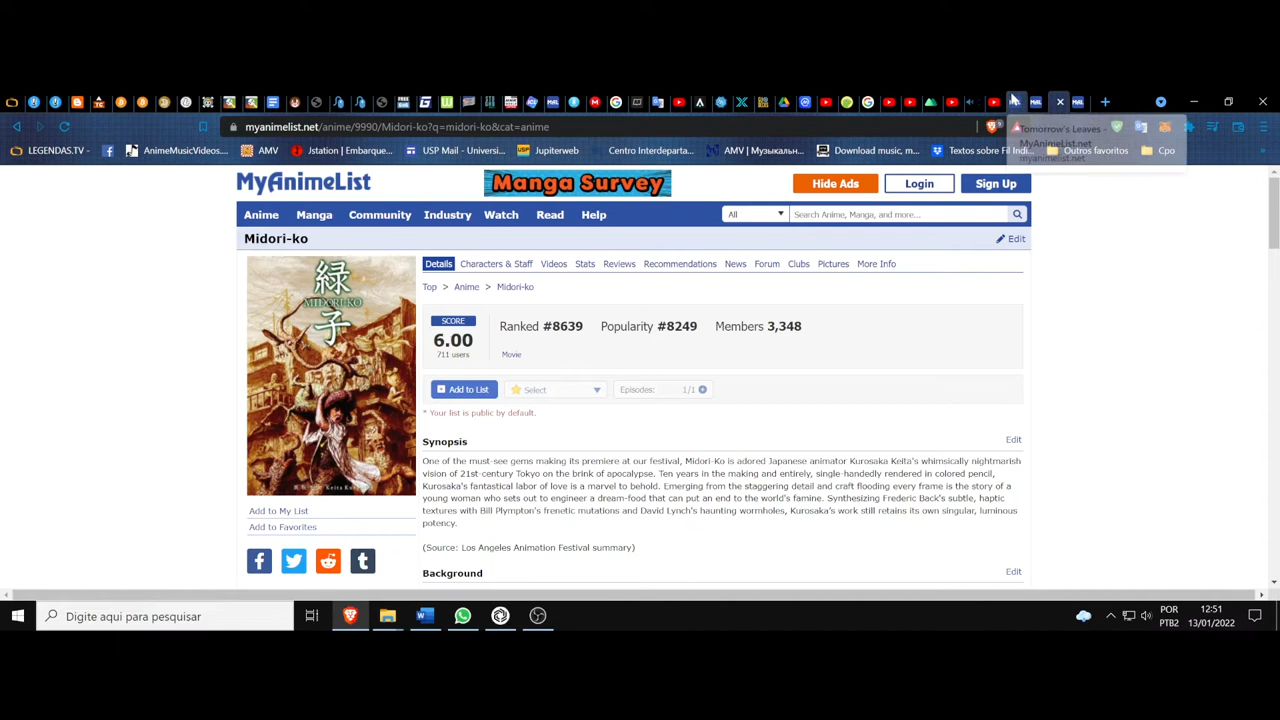 myanimelist.net/anime/9990/Midori-ko?q=midori-ko&cat=anime
Tomorrow's Leaves -
MyAnimeList.net
myanimelist.net
LEGENDAS.TV -
AnimeMusicVideos....
AMV
Jstation | Embarque...
USP Mail - Universi...
Jupiterweb
Centro Interdeparta...
AMV | Музыкальн...
Download music, m...
Textos sobre Fil Indi...
Outros favoritos
Cpo
MyAnimeList
Manga Survey
Hide Ads
Login
Sign Up
Anime
Manga
Community
Industry
Watch
Read
Help
All
Search Anime, Manga, and more...
Midori-ko
Edit
緑
MIDORI-KO
子
Details
Characters & Staff
Videos
Stats
Reviews
Recommendations
News
Forum
Clubs
Pictures
More Info
Top > Anime > Midori-ko
SCORE
6.00
711 users
Ranked #8639
Popularity #8249
Members 3,348
Movie
Add to List
Select
Episodes: 1/1
* Your list is public by default.
Synopsis
Edit
One of the must-see gems making its premiere at our festival, Midori-Ko is adored Japanese animator Kurosaka Keita's whimsically nightmarish
vision of 21st-century Tokyo on the brink of apocalypse. Ten years in the making and entirely, single-handedly rendered in colored pencil,
Kurosaka's fantastical labor of love is a marvel to behold. Emerging from the staggering detail and craft flooding every frame is the story of a
young woman who sets out to engineer a dream-food that can put an end to the world's famine. Synthesizing Frederic Back's subtle, haptic
textures with Bill Plympton's frenetic mutations and David Lynch's haunting wormholes, Kurosaka's work still retains its own singular, luminous
potency.
(Source: Los Angeles Animation Festival summary)
Background
Edit
Add to My List
Add to Favorites
Digite aqui para pesquisar
POR
PTB2
12:51
13/01/2022